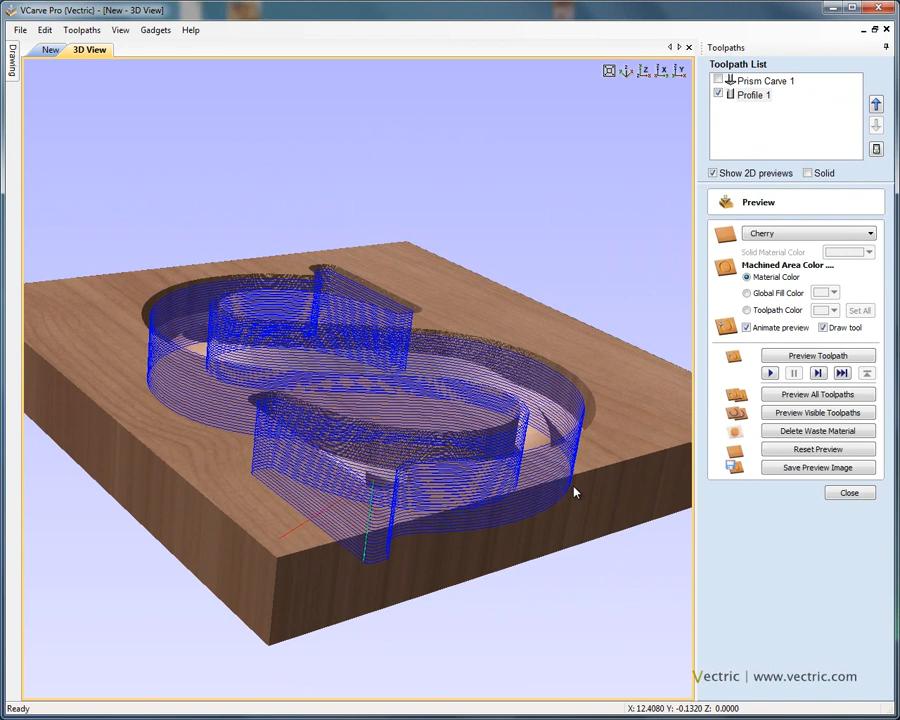 VCarve Pro {Vectric} - [New - 3D View]
File Edit Toolpaths View Gadgets Help
Drawing
New 3D View
Z X Y
Toolpaths
Toolpath List
Prism Carve 1
Profile 1
Show 2D previews Solid
Preview
Cherry
Solid Material Color
Machined Area Color ....
Material Color
Global Fill Color
Toolpath Color Set All
Animate preview Draw tool
Preview Toolpath
Preview All Toolpaths
Preview Visible Toolpaths
Delete Waste Material
Reset Preview
Save Preview Image
Close
Vectric | www.vectric.com
Ready X: 12.4080 Y: -0.1320 Z: 0.0000